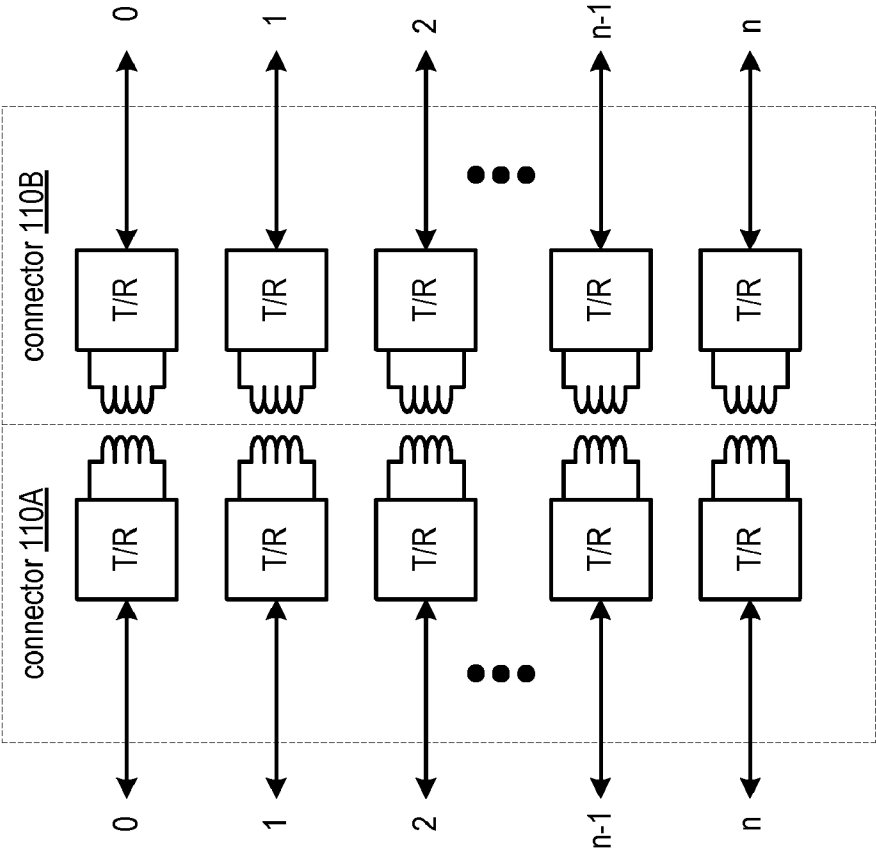 0
1
2
n-1
n
connector 110B
T/R
T/R
T/R
T/R
T/R
connector 110A
T/R
T/R
T/R
T/R
T/R
0
1
2
n-1
n